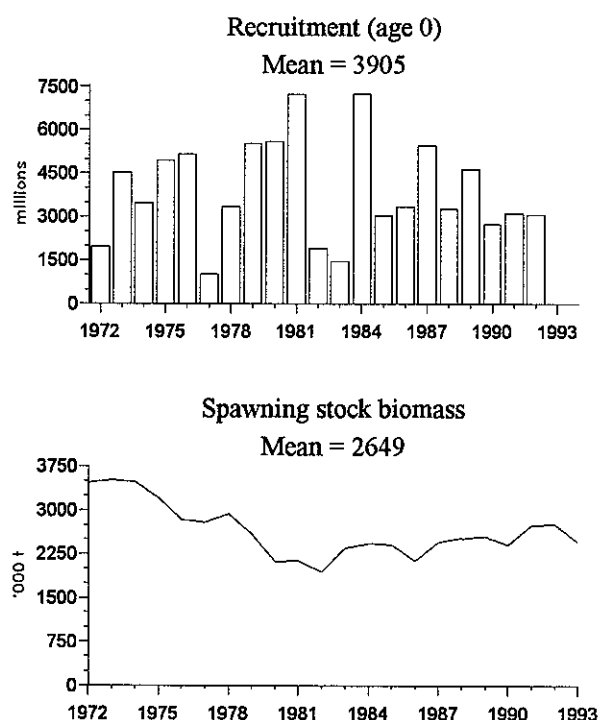 Recruitment (age 0)
Mean = 3905
7500
6000
4500
3000
1500
0
millions
1972 1975 1978 1981 1984 1987 1990 1993
Spawning stock biomass
Mean = 2649
3750
3000
2250
1500
750
0
'000 t
1972 1975 1978 1981 1984 1987 1990 1993